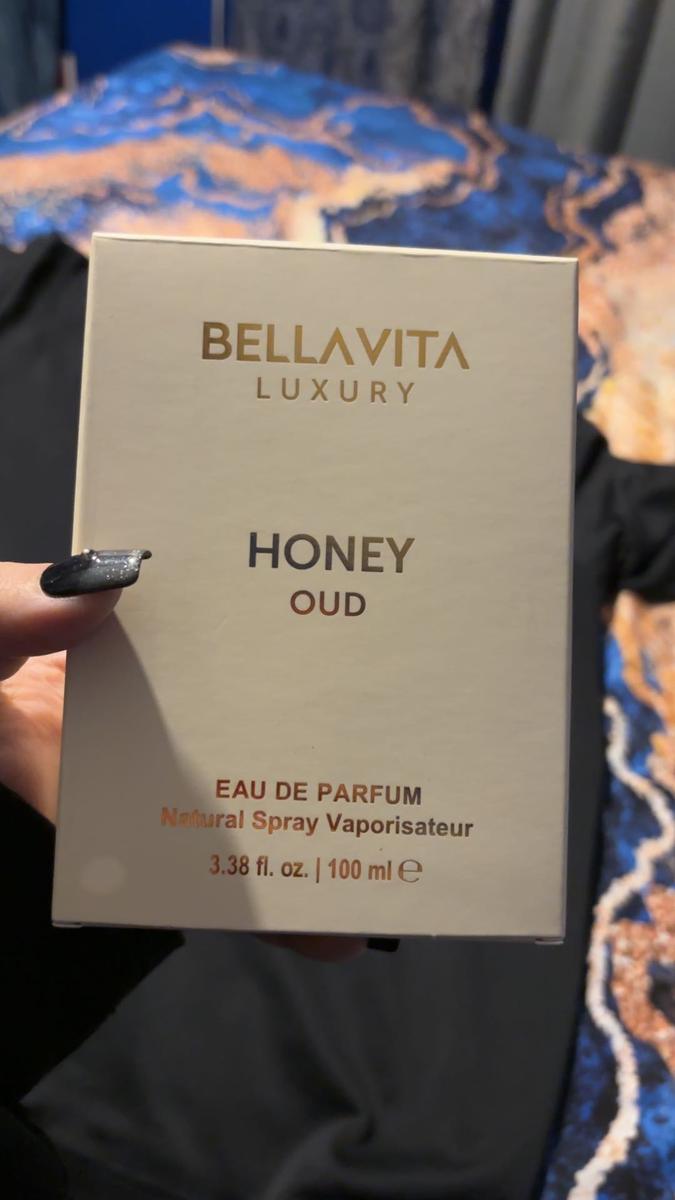 BELLAVITA
LUXURY
HONEY
OUD
EAU DE PARFUM
Natural Spray Vaporisateur
3.38 fl. oz. | 100 ml ℮